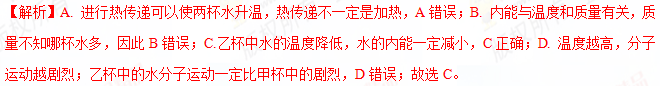 【解析】A. 进行热传递可以使两杯水升温，热传递不一定是加热，A 错误；B. 内能与温度和质量有关，质
量不知哪杯水多，因此 B 错误；C.乙杯中水的温度降低，水的内能一定减小，C 正确；D. 温度越高，分子
运动越剧烈；乙杯中的水分子运动一定比甲杯中的剧烈，D 错误；故选 C。